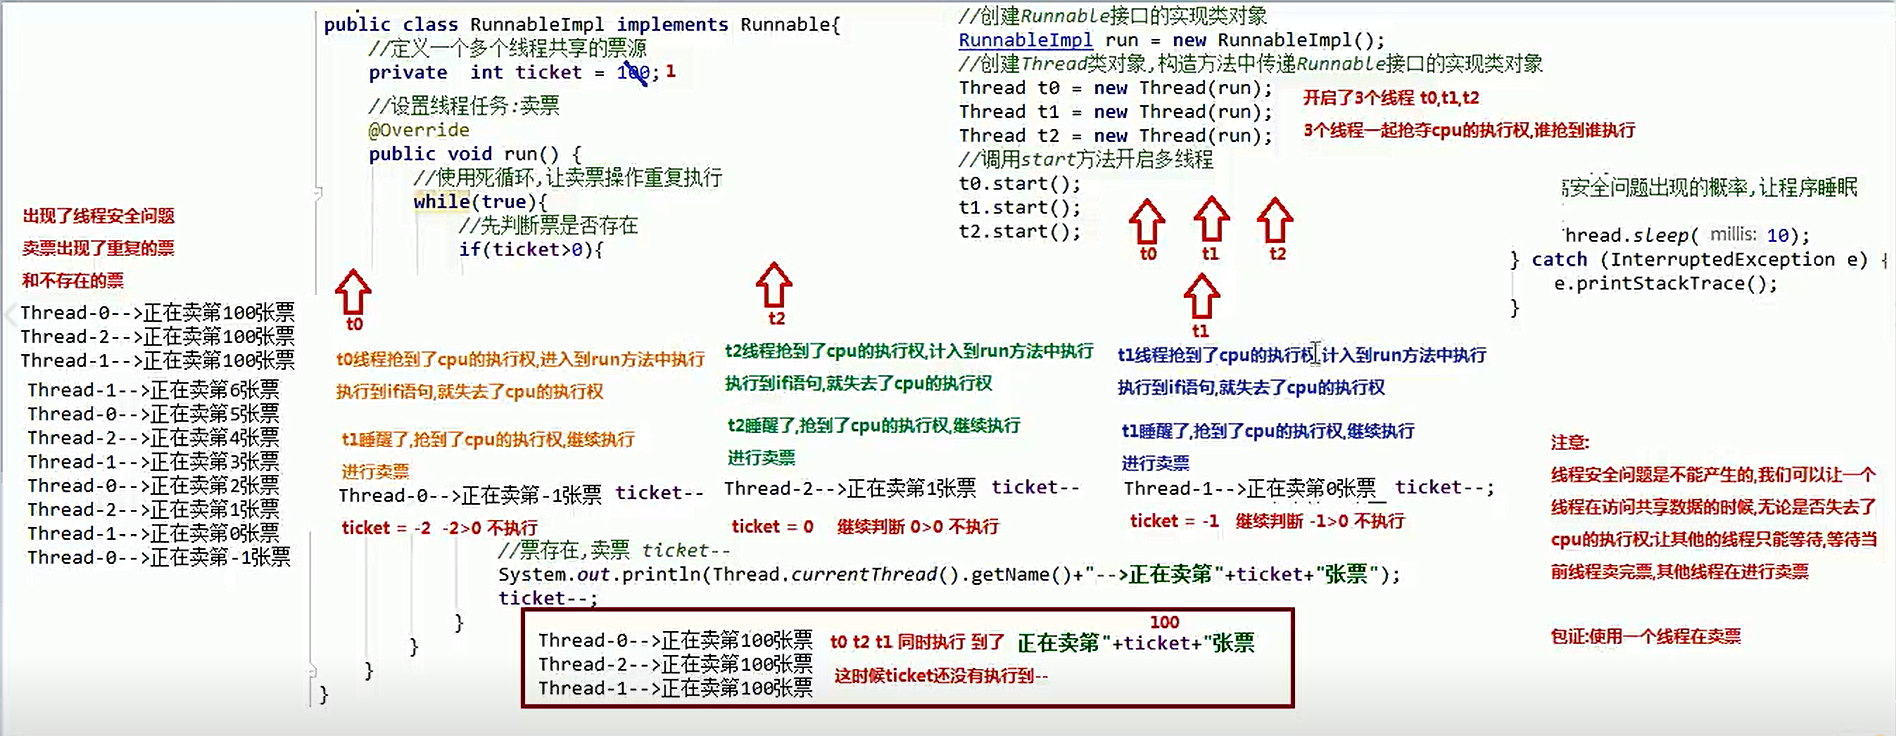 public class RunnableImpl implements Runnable{
//定义一个多个线程共享的票源
private int ticket = 100; 1
//设置线程任务:卖票
@Override
public void run() {
//使用死循环,让卖票操作重复执行
while(true){
//先判断票是否存在
if(ticket>0){
//创建Runnable接口的实现类对象
RunnableImpl run = new RunnableImpl();
//创建Thread类对象,构造方法中传递Runnable接口的实现类对象
Thread t0 = new Thread(run);
Thread t1 = new Thread(run);
Thread t2 = new Thread(run);
开启了3个线程 t0,t1,t2
3个线程一起抢夺cpu的执行权,谁抢到谁执行
//调用start方法开启多线程
t0.start();
t1.start();
t2.start();
t0 t1 t2
安全问题出现的概率,让程序睡眠
hread.sleep( millis: 10);
} catch (InterruptedException e) {
e.printStackTrace();
}
出现了线程安全问题
卖票出现了重复的票
和不存在的票
Thread-0-->正在卖第100张票
Thread-2-->正在卖第100张票
Thread-1-->正在卖第100张票
Thread-1-->正在卖第6张票
Thread-0-->正在卖第5张票
Thread-2-->正在卖第4张票
Thread-1-->正在卖第3张票
Thread-0-->正在卖第2张票
Thread-2-->正在卖第1张票
Thread-1-->正在卖第0张票
Thread-0-->正在卖第-1张票
t0
t0线程抢到了cpu的执行权,进入到run方法中执行
执行到if语句,就失去了cpu的执行权
t1睡醒了,抢到了cpu的执行权,继续执行
进行卖票
Thread-0-->正在卖第-1张票 ticket--
ticket = -2 -2>0 不执行
t2
t2线程抢到了cpu的执行权,计入到run方法中执行
执行到if语句,就失去了cpu的执行权
t2睡醒了,抢到了cpu的执行权,继续执行
进行卖票
Thread-2-->正在卖第1张票 ticket--
ticket = 0 继续判断 0>0 不执行
t1
t1线程抢到了cpu的执行权,计入到run方法中执行
执行到if语句,就失去了cpu的执行权
t1睡醒了,抢到了cpu的执行权,继续执行
进行卖票
Thread-1-->正在卖第0张票 ticket--;
ticket = -1 继续判断 -1>0 不执行
注意:
线程安全问题是不能产生的,我们可以让一个
线程在访问共享数据的时候,无论是否失去了
cpu的执行权;让其他的线程只能等待,等待当
前线程卖完票,其他线程在进行卖票
包证:使用一个线程在卖票
//票存在,卖票 ticket--
System.out.println(Thread.currentThread().getName()+"-->正在卖第"+ticket+"张票");
ticket--;
}
}
}
}
Thread-0-->正在卖第100张票
Thread-2-->正在卖第100张票
Thread-1-->正在卖第100张票
100
t0 t2 t1 同时执行 到了 正在卖第"+ticket+"张票
这时候ticket还没有执行到--